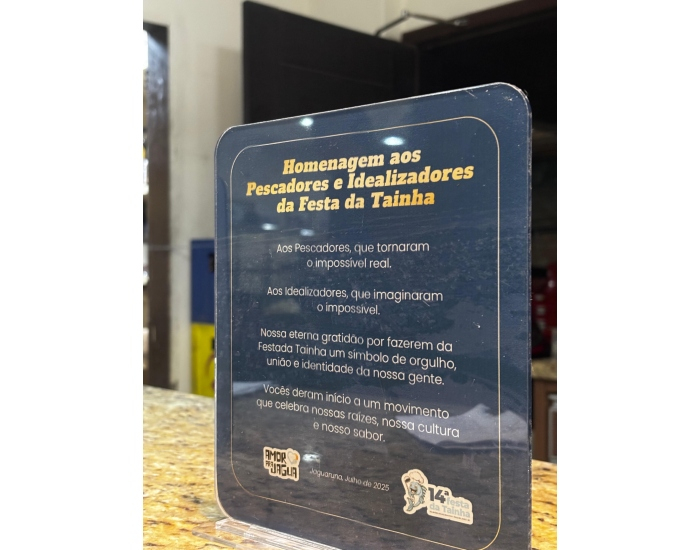 Homenagem aos
Pescadores e Idealizadores
da Festa da Tainha
Aos Pescadores, que tornaram
o impossível real.
Aos Idealizadores, que imaginaram
o impossível.
Nossa eterna gratidão por fazerem da
Festada Tainha um símbolo de orgulho,
união e identidade da nossa gente.
Vocês deram início a um movimento
que celebra nossas raízes, nossa cultura
e nosso sabor.
AMOR
JAGUA
Jaguaruna, Julho de 2025
14ª festa
da Tainha